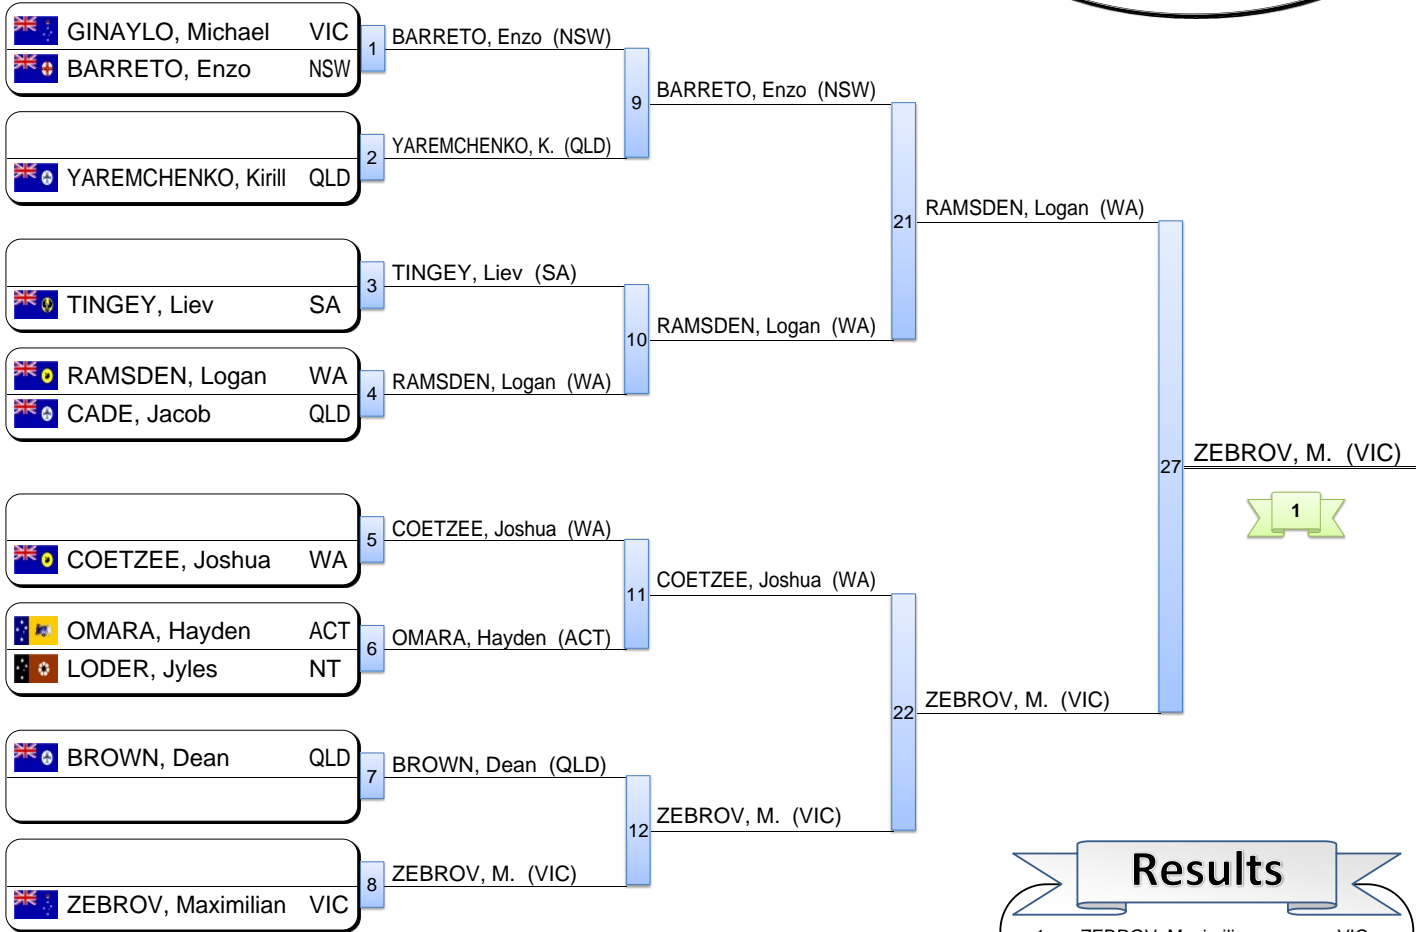 GINAYLO, Michael VIC
BARRETO, Enzo NSW
1
BARRETO, Enzo (NSW)
YAREMCHENKO, Kirill QLD
2
YAREMCHENKO, K. (QLD)
9
BARRETO, Enzo (NSW)
TINGEY, Liev SA
3
TINGEY, Liev (SA)
RAMSDEN, Logan WA
CADE, Jacob QLD
4
RAMSDEN, Logan (WA)
10
RAMSDEN, Logan (WA)
21
RAMSDEN, Logan (WA)
COETZEE, Joshua WA
5
COETZEE, Joshua (WA)
OMARA, Hayden ACT
LODER, Jyles NT
6
OMARA, Hayden (ACT)
11
COETZEE, Joshua (WA)
BROWN, Dean QLD
7
BROWN, Dean (QLD)
ZEBROV, Maximilian VIC
8
ZEBROV, M. (VIC)
12
ZEBROV, M. (VIC)
22
ZEBROV, M. (VIC)
27
ZEBROV, M. (VIC)
1
Results
1 ZEBROV, Maximilian VIC